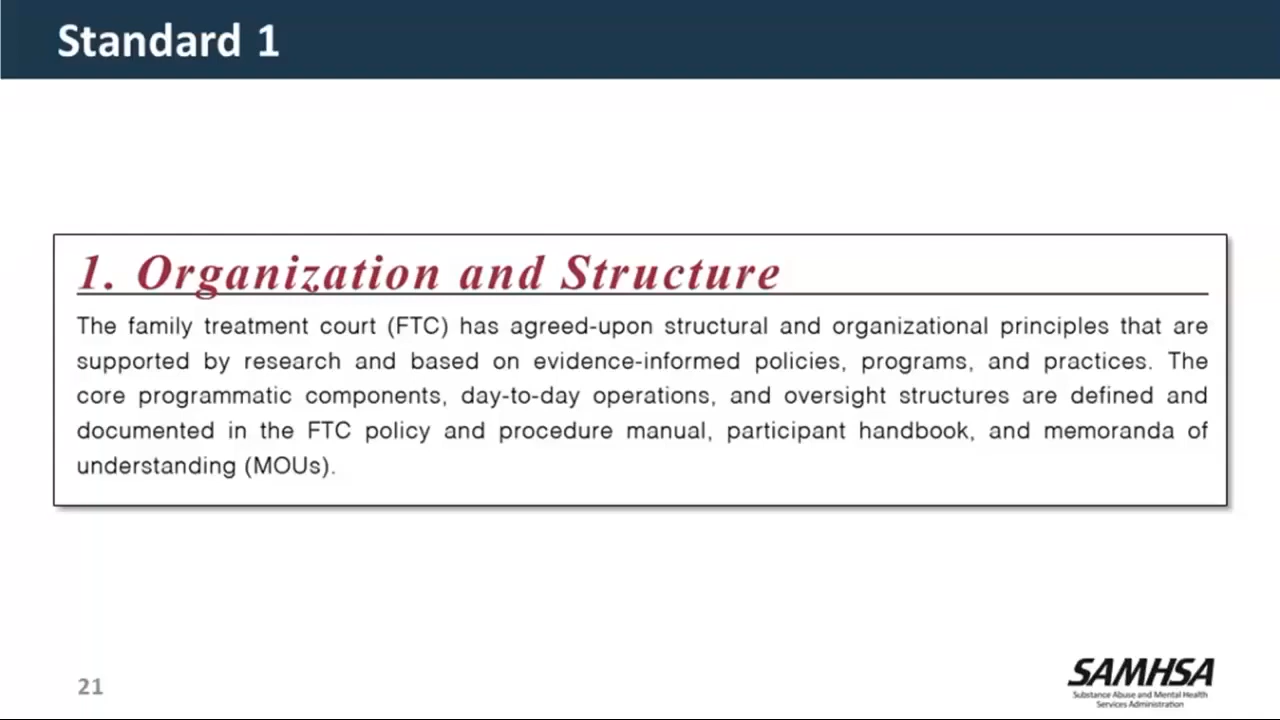 Standard 1
1. Organization and Structure
The family treatment court (FTC) has agreed-upon structural and organizational principles that are
supported by research and based on evidence-informed policies, programs, and practices. The
core programmatic components, day-to-day operations, and oversight structures are defined and
documented in the FTC policy and procedure manual, participant handbook, and memoranda of
understanding (MOUs).
21
SAMHSA
Substance Abuse and Mental Health
Services Administration